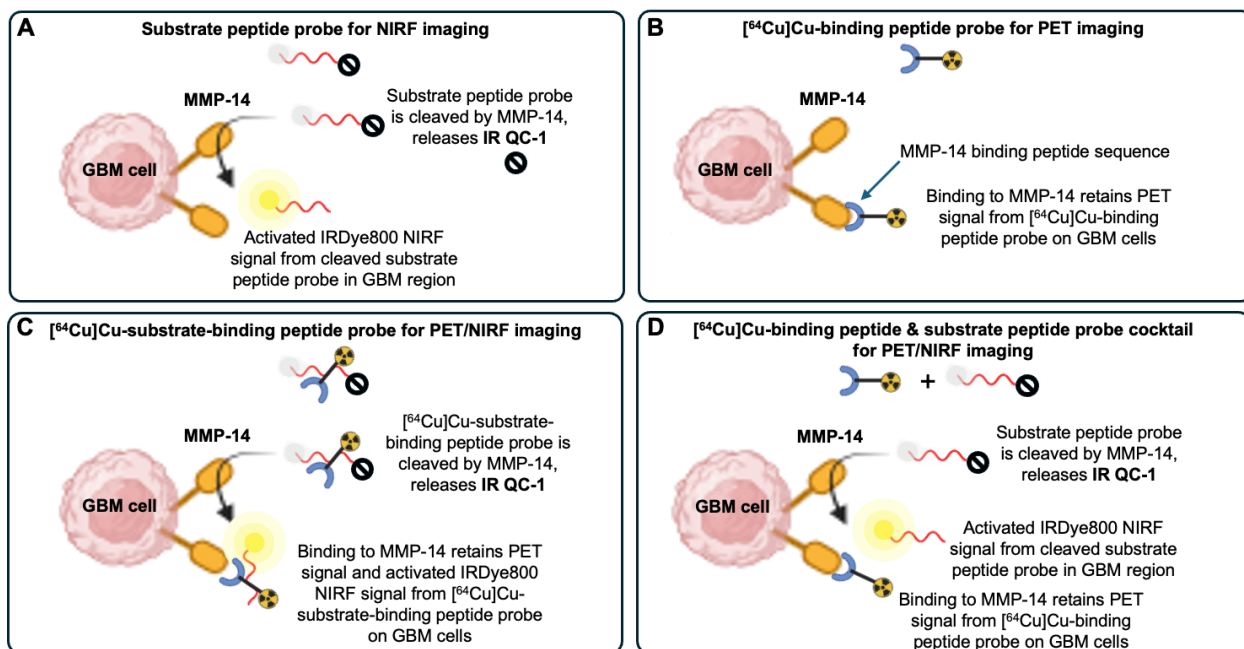 A
Substrate peptide probe for NIRF imaging
MMP-14
Substrate peptide probe
is cleaved by MMP-14,
releases IR QC-1
GBM cell
Activated IRDye800 NIRF
signal from cleaved substrate
peptide probe in GBM region
B
[⁶⁴Cu]Cu-binding peptide probe for PET imaging
MMP-14
MMP-14 binding peptide sequence
GBM cell
Binding to MMP-14 retains PET
signal from [⁶⁴Cu]Cu-binding
peptide probe on GBM cells
C
[⁶⁴Cu]Cu-substrate-binding peptide probe for PET/NIRF imaging
MMP-14
[⁶⁴Cu]Cu-substrate-
binding peptide probe is
cleaved by MMP-14,
releases IR QC-1
GBM cell
Binding to MMP-14 retains PET
signal and activated IRDye800
NIRF signal from [⁶⁴Cu]Cu-
substrate-binding peptide probe
on GBM cells
D
[⁶⁴Cu]Cu-binding peptide & substrate peptide probe cocktail
for PET/NIRF imaging
+
MMP-14
Substrate peptide probe
is cleaved by MMP-14,
releases IR QC-1
GBM cell
Activated IRDye800 NIRF
signal from cleaved substrate
peptide probe in GBM region
Binding to MMP-14 retains PET
signal from [⁶⁴Cu]Cu-binding
peptide probe on GBM cells